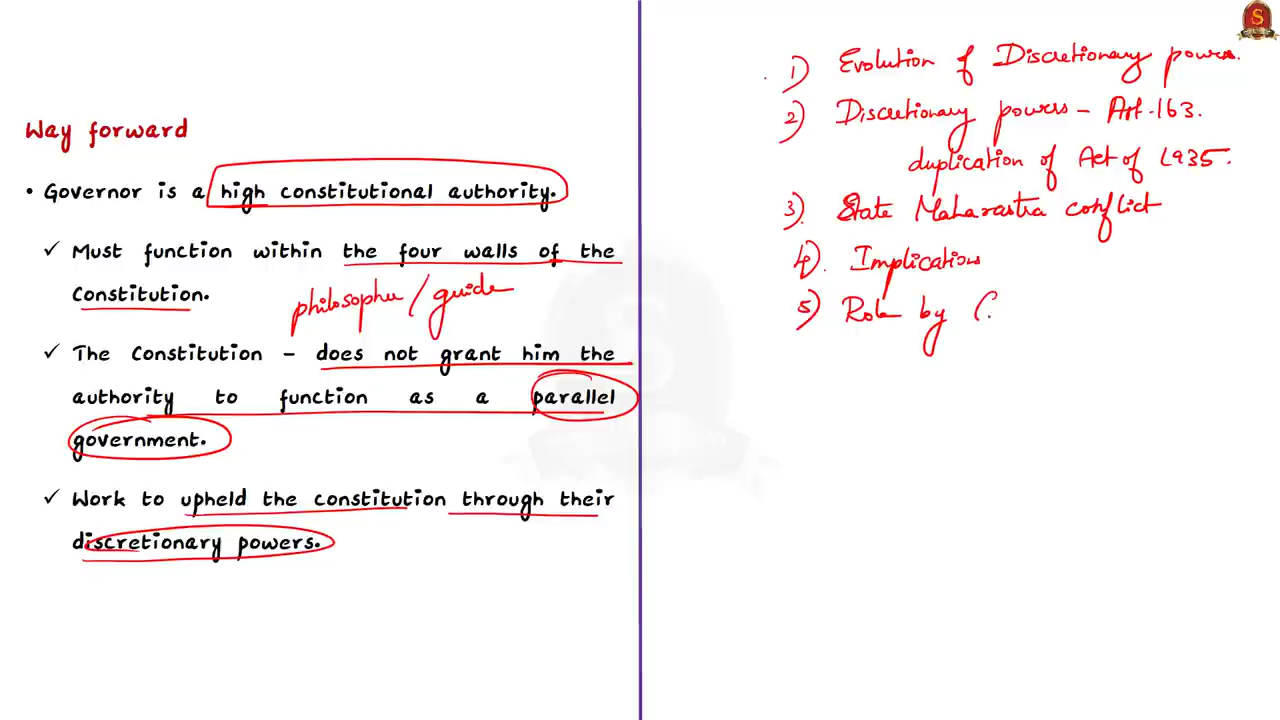 Way forward
• Governor is a high constitutional authority.
✓ Must function within the four walls of the
Constitution.
philosopher/guide
✓ The Constitution – does not grant him the
authority to function as a parallel
government.
✓ Work to upheld the constitution through their
discretionary powers.
1) Evolution of Discretionary powers.
2) Discretionary powers – Art.163.
duplication of Act of 1935.
3) State Maharastra conflict
4) Implications
5) Role by (